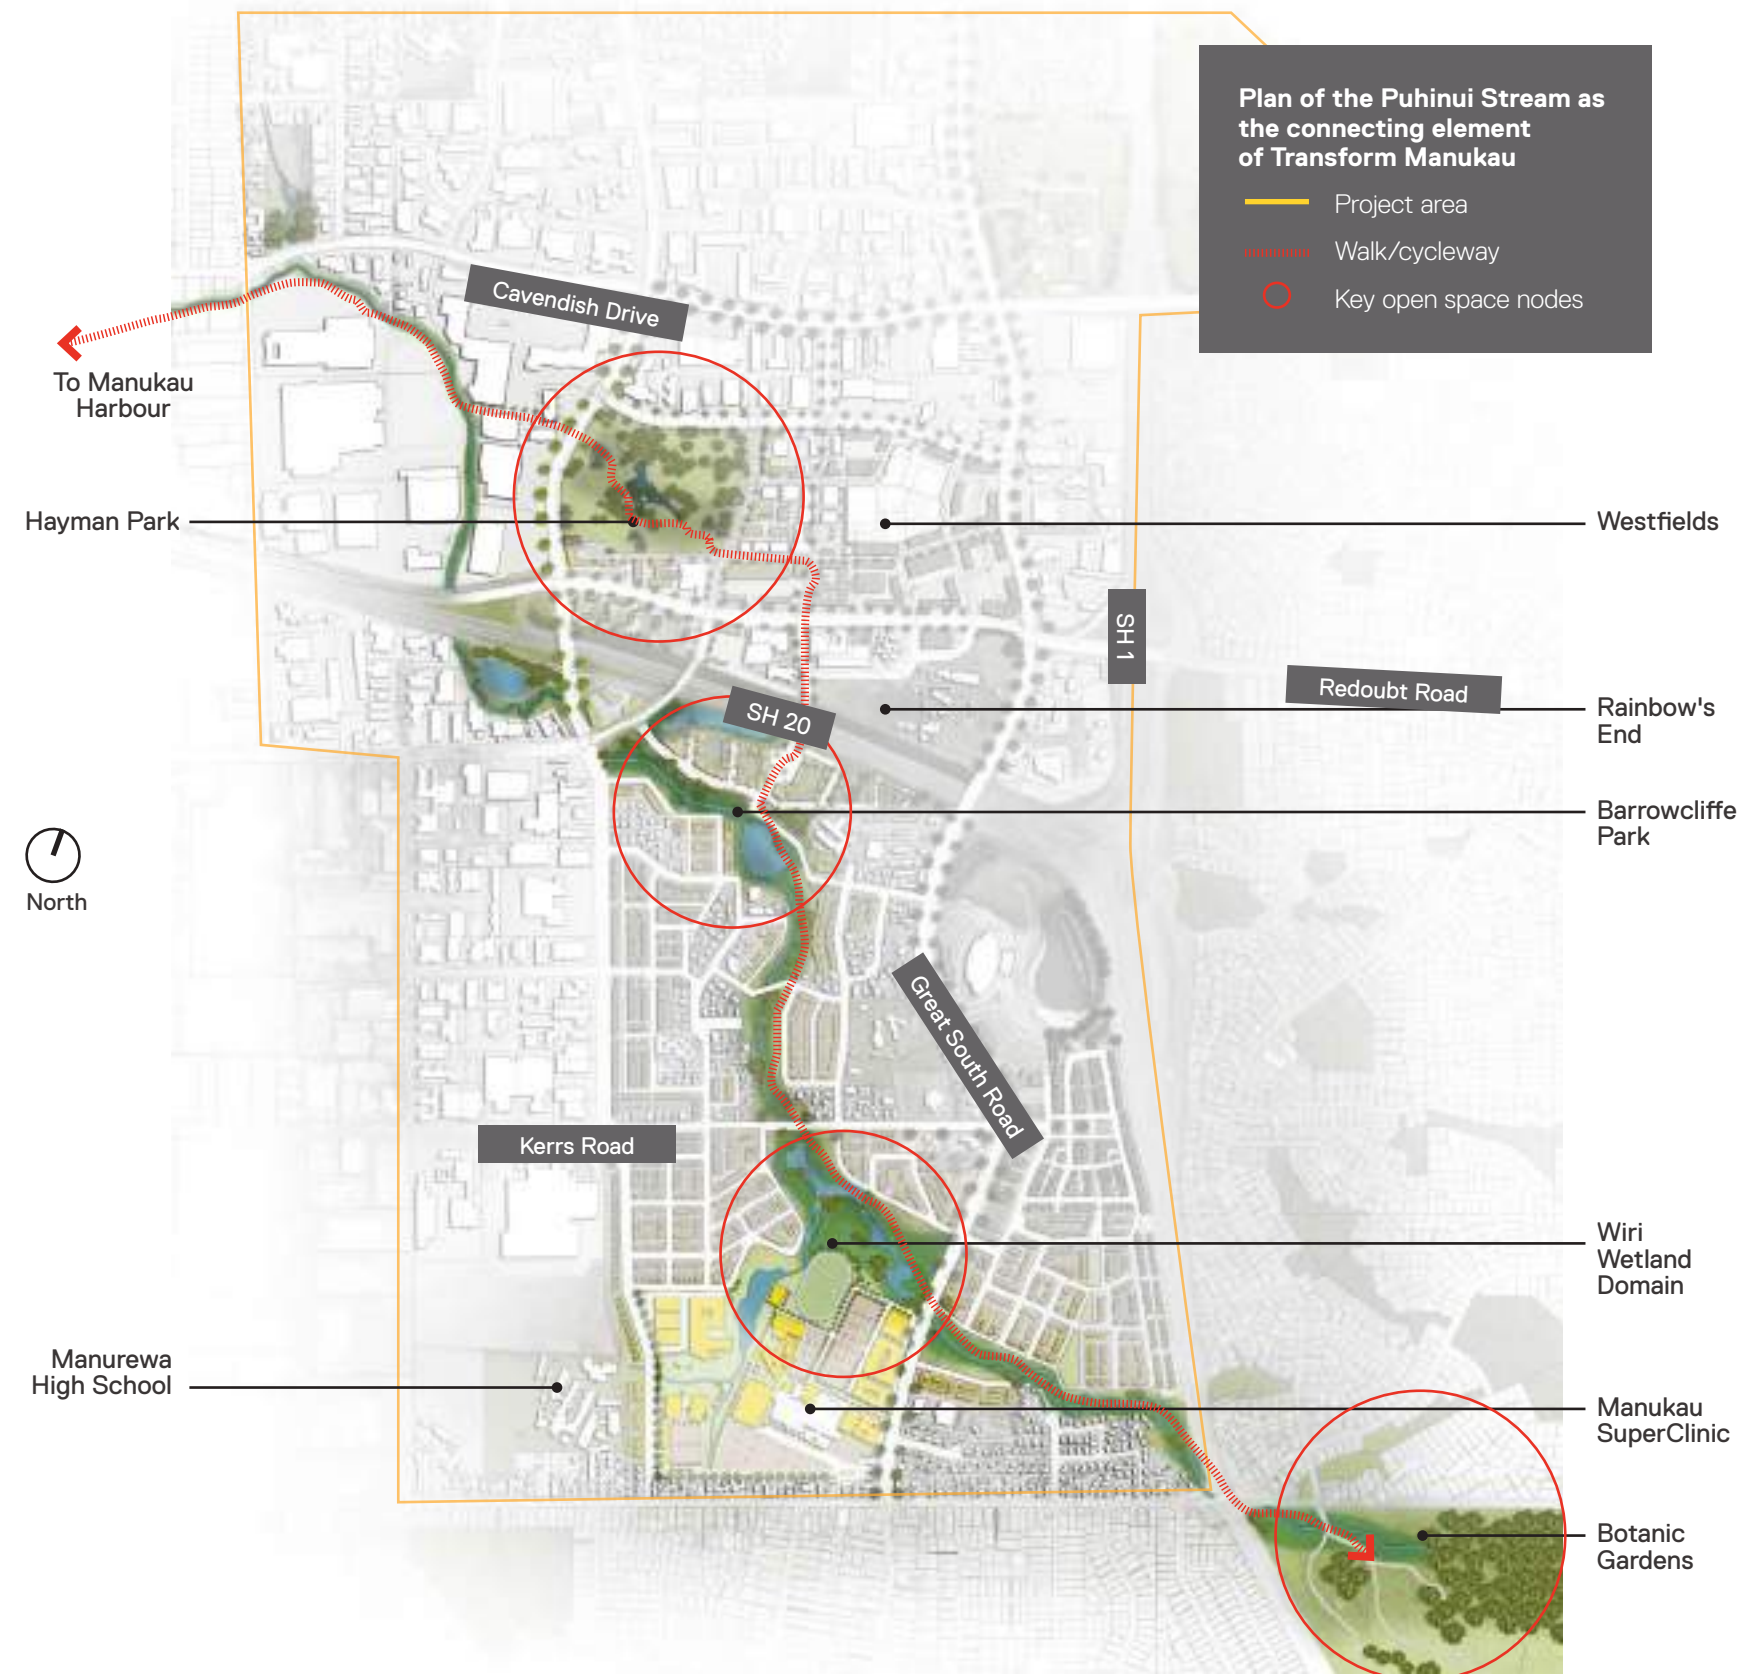 Plan of the Puhinui Stream as
the connecting element
of Transform Manukau
Project area
Walk/cycleway
Key open space nodes
Cavendish Drive
To Manukau
Harbour
Hayman Park
Westfields
SH 1
Redoubt Road
SH 20
Rainbow's
End
Barrowcliffe
Park
North
Great South Road
Kerrs Road
Wiri
Wetland
Domain
Manurewa
High School
Manukau
SuperClinic
Botanic
Gardens